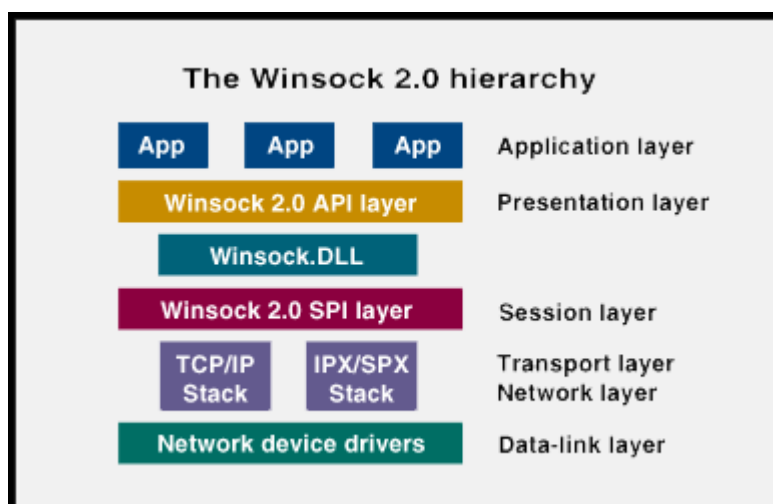 The Winsock 2.0 hierarchy
App App App Application layer
Winsock 2.0 API layer Presentation layer
Winsock.DLL
Winsock 2.0 SPI layer Session layer
TCP/IP IPX/SPX Transport layer
Stack Stack Network layer
Network device drivers Data-link layer